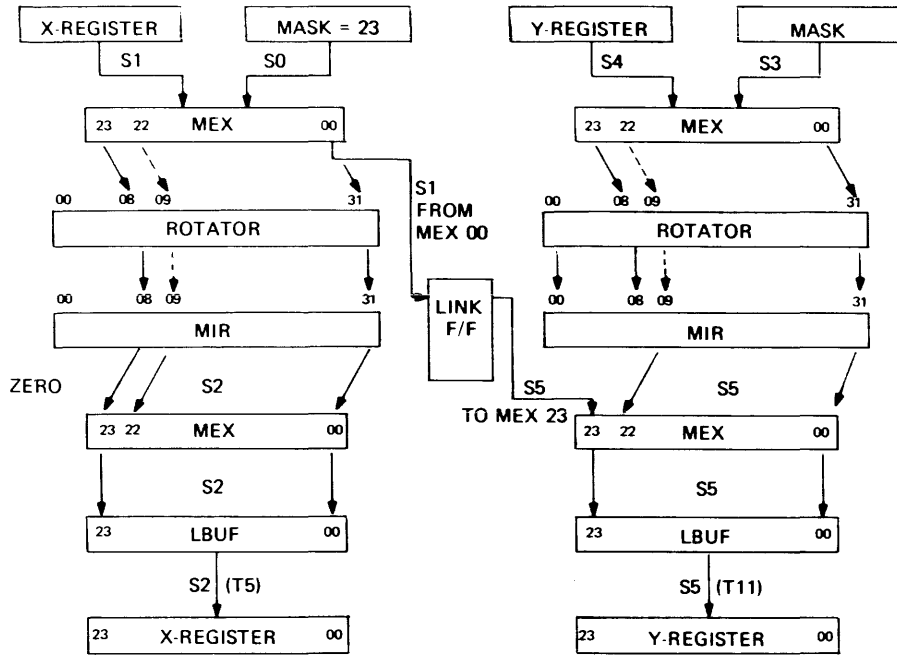 X-REGISTER
MASK = 23
S1
S0
23 22 MEX 00
00 08 09 31
ROTATOR
00 08 09 31
MIR
ZERO
S2
23 22 MEX 00
S2
23 LBUF 00
S2 (T5)
23 X-REGISTER 00
S1
FROM
MEX 00
LINK
F/F
S5
TO MEX 23
Y-REGISTER
MASK
S4
S3
23 22 MEX 00
00 08 09 31
ROTATOR
00 08 09 31
MIR
S5
23 22 MEX 00
S5
23 LBUF 00
S5 (T11)
23 Y-REGISTER 00